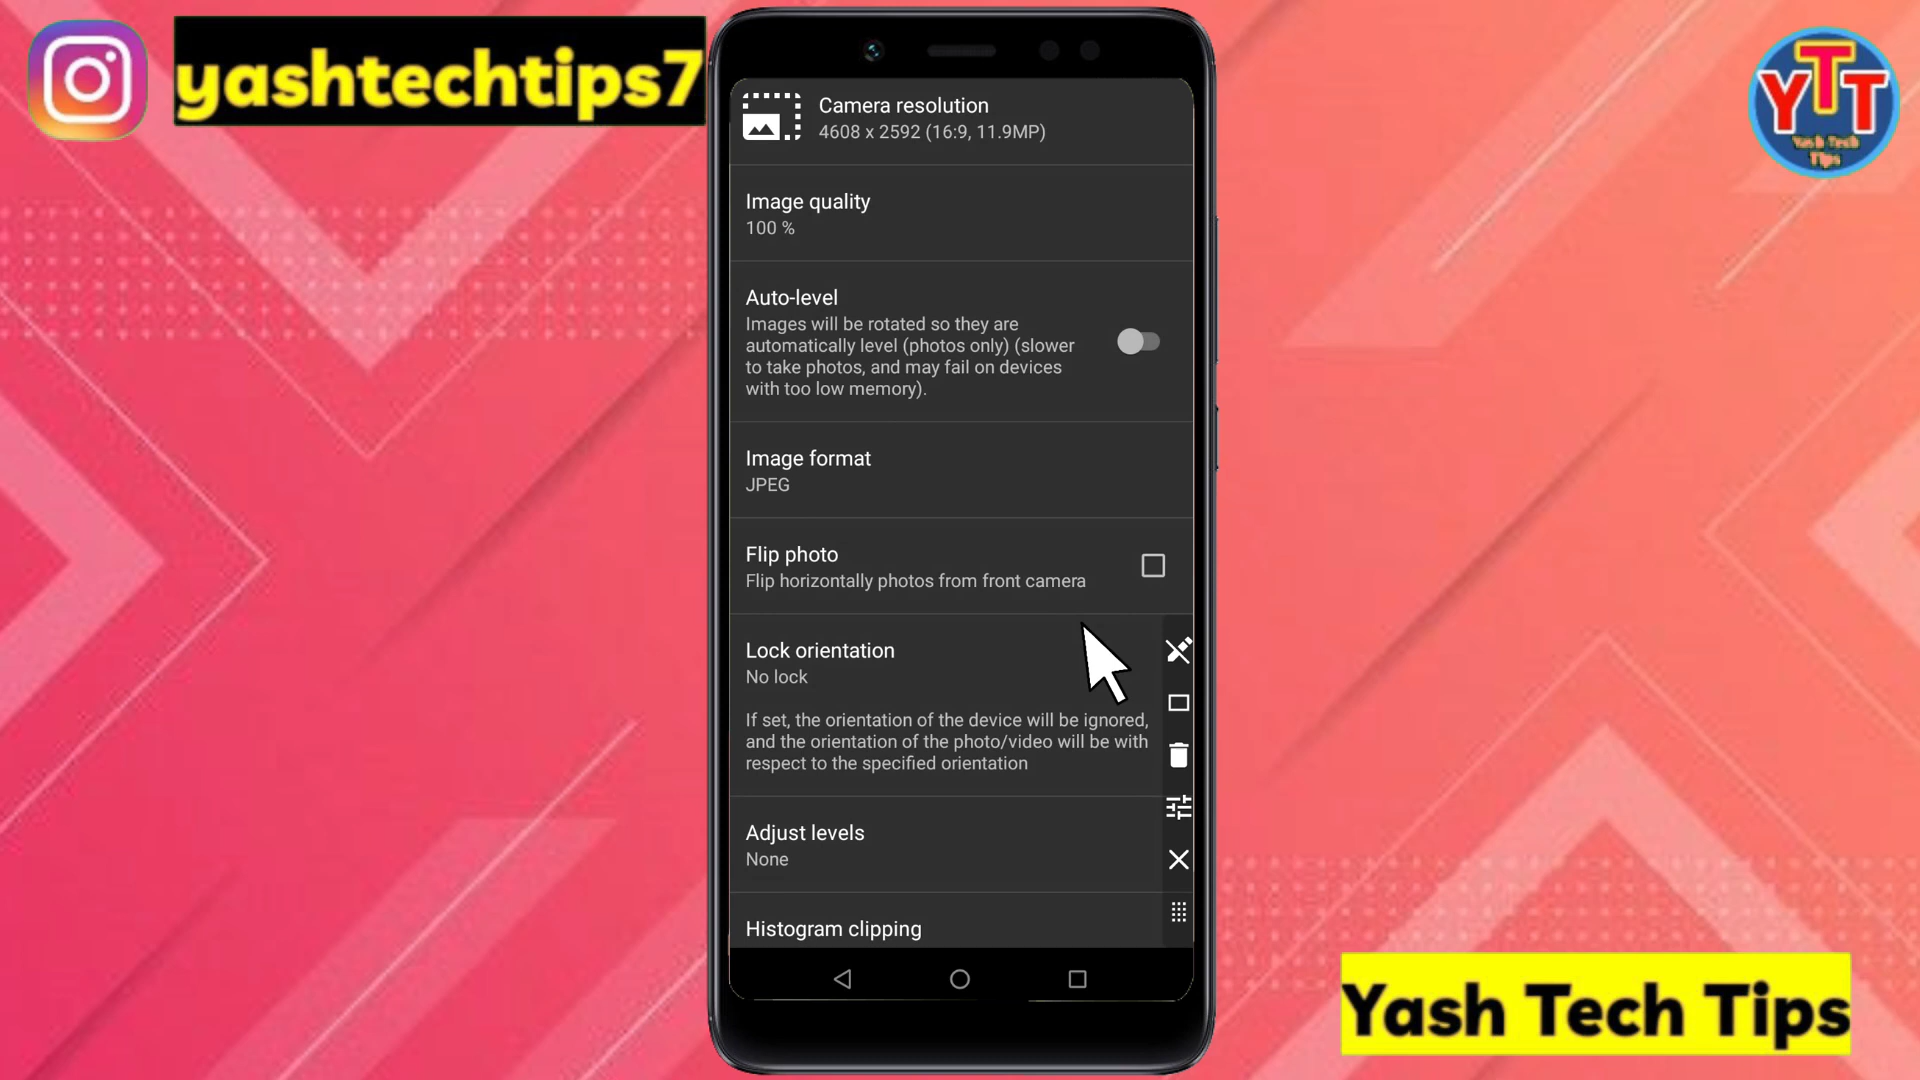 yashtechtips7
YTT
Yash Tech
Tips
Camera resolution
4608 x 2592 (16:9, 11.9MP)
Image quality
100 %
Auto-level
Images will be rotated so they are
automatically level (photos only) (slower
to take photos, and may fail on devices
with too low memory).
Image format
JPEG
Flip photo
Flip horizontally photos from front camera
Lock orientation
No lock
If set, the orientation of the device will be ignored,
and the orientation of the photo/video will be with
respect to the specified orientation
Adjust levels
None
Histogram clipping
Yash Tech Tips